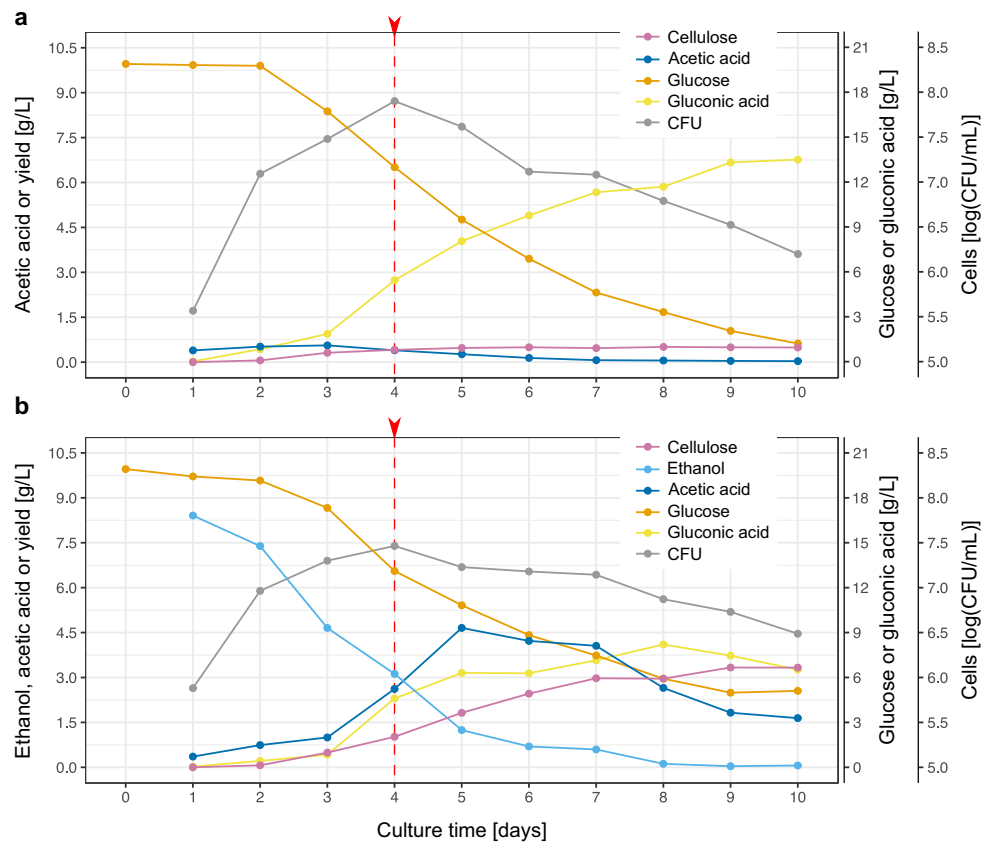 a
Acetic acid or yield [g/L]
10.5
9.0
7.5
6.0
4.5
3.0
1.5
0.0
0 1 2 3 4 5 6 7 8 9 10
Cellulose
Acetic acid
Glucose
Gluconic acid
CFU
21
18
15
12
9
6
3
0
Glucose or gluconic acid [g/L]
8.5
8.0
7.5
7.0
6.5
6.0
5.5
5.0
Cells [log(CFU/mL)]
b
Ethanol, acetic acid or yield [g/L]
10.5
9.0
7.5
6.0
4.5
3.0
1.5
0.0
0 1 2 3 4 5 6 7 8 9 10
Cellulose
Ethanol
Acetic acid
Glucose
Gluconic acid
CFU
21
18
15
12
9
6
3
0
Glucose or gluconic acid [g/L]
8.5
8.0
7.5
7.0
6.5
6.0
5.5
5.0
Cells [log(CFU/mL)]
Culture time [days]